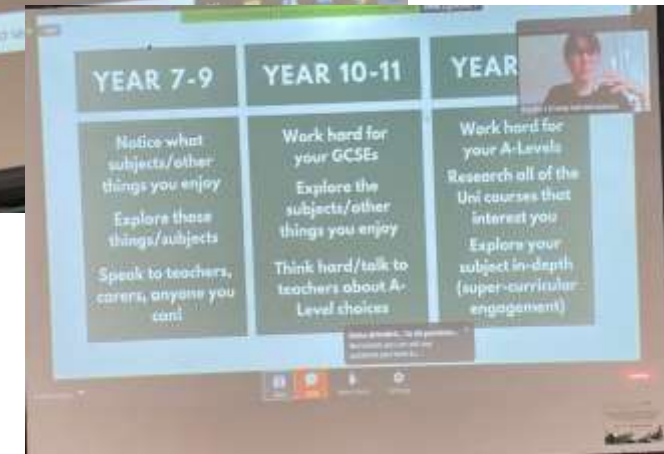 YEAR 7-9
Notice what
subjects/other
things you enjoy
Explore those
things/subjects
Speak to teachers,
carers, anyone you
can!
YEAR 10-11
Work hard for
your GCSEs
Explore the
subjects/other
things you enjoy
Think hard/talk to
teachers about A-
Level choices
YEAR
Work hard for
your A-Levels
Research all of the
Uni courses that
interest you
Explore your
subject in-depth
(super-curricular
engagement)